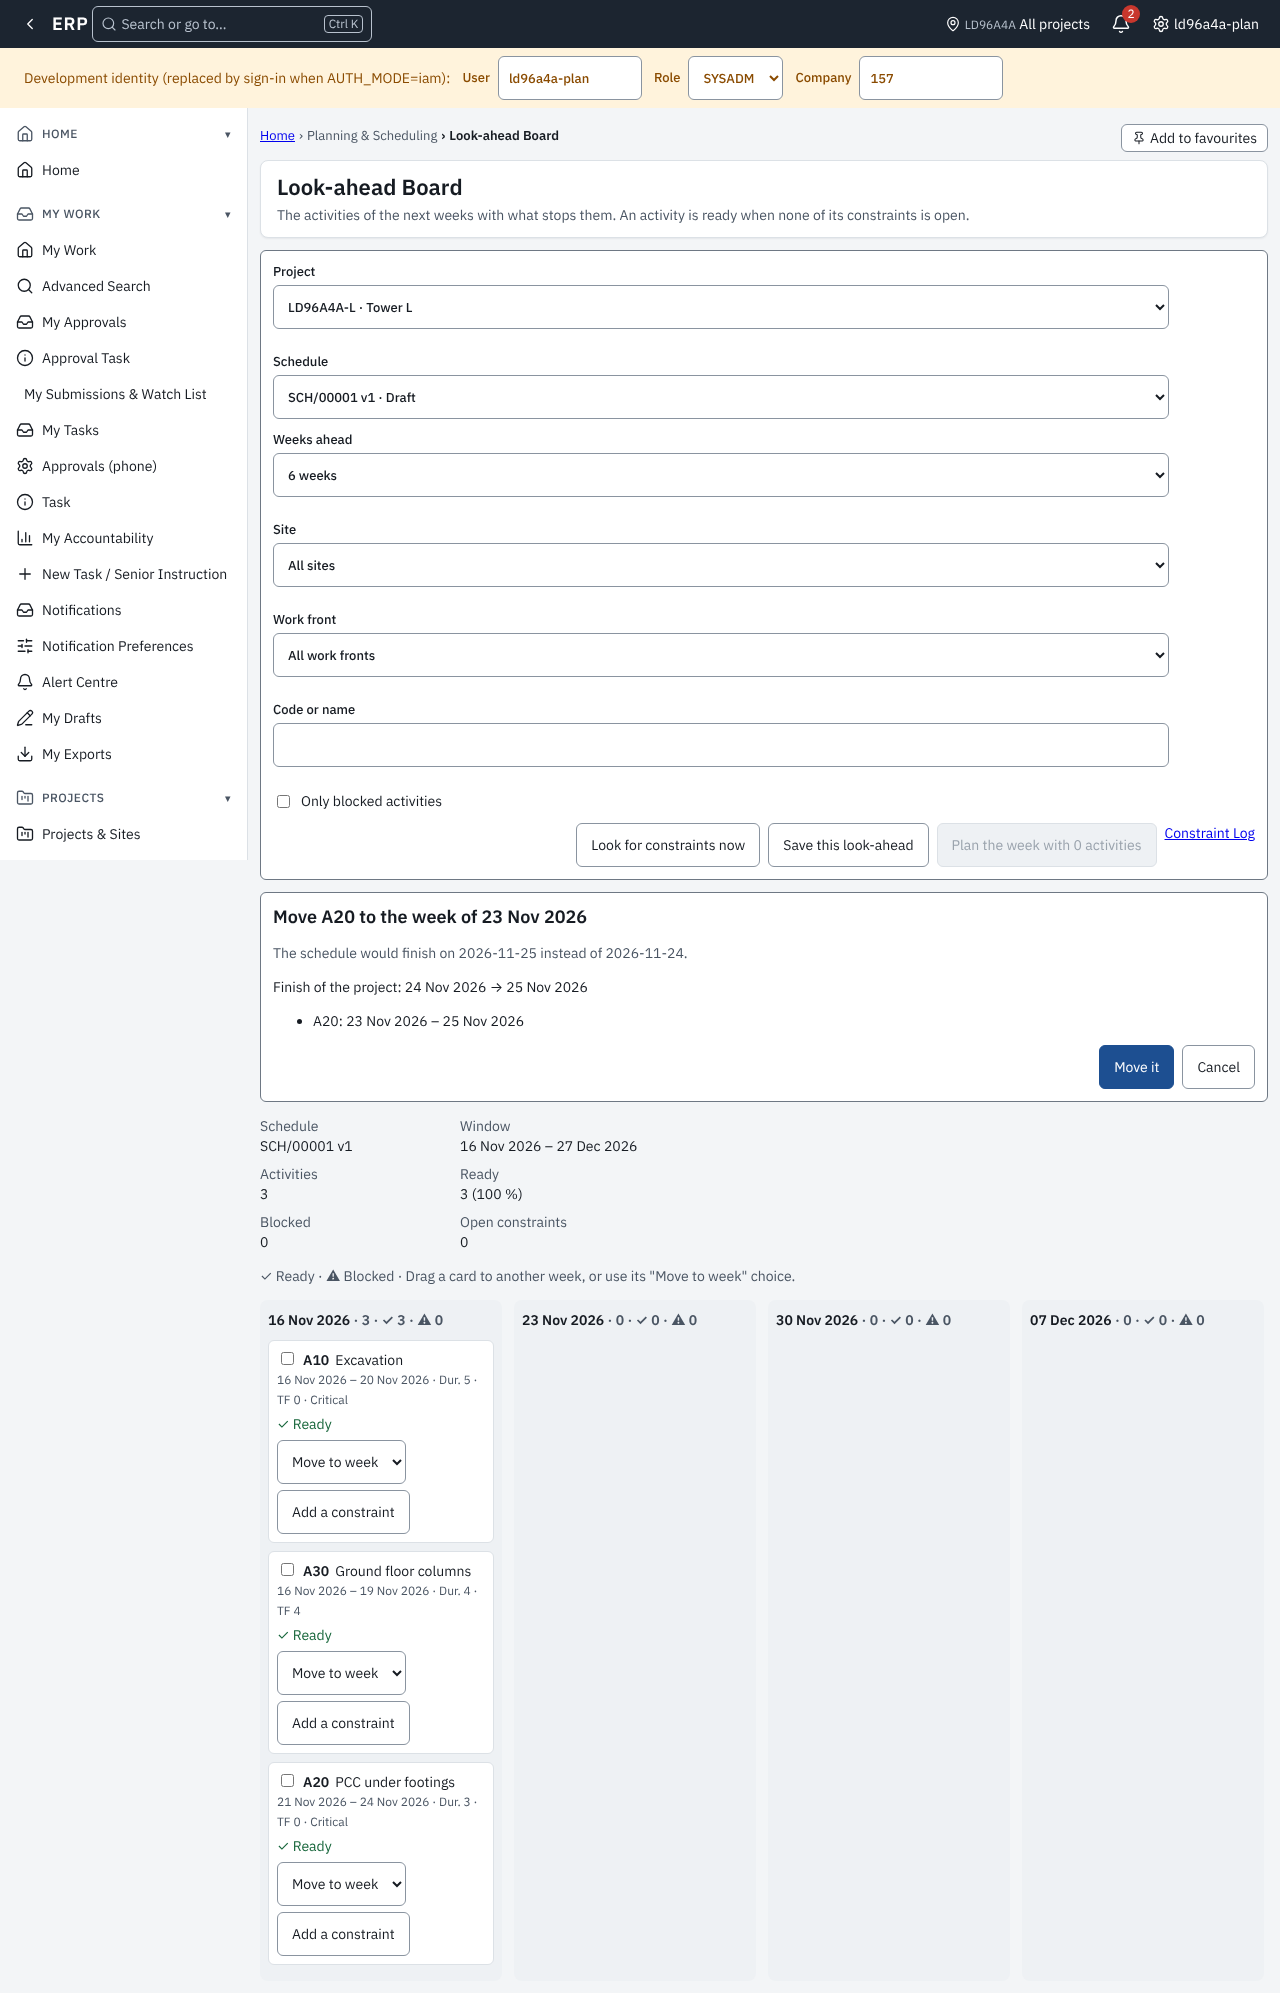 ERP
Search or go to...
Ctrl K
LD96A4A All projects
2
ld96a4a-plan
Development identity (replaced by sign-in when AUTH_MODE=iam): User ld96a4a-plan Role SYSADM Company 157
HOME
Home
MY WORK
My Work
Advanced Search
My Approvals
Approval Task
My Submissions & Watch List
My Tasks
Approvals (phone)
Task
My Accountability
New Task / Senior Instruction
Notifications
Notification Preferences
Alert Centre
My Drafts
My Exports
PROJECTS
Projects & Sites
Home › Planning & Scheduling › Look-ahead Board
Add to favourites
Look-ahead Board
The activities of the next weeks with what stops them. An activity is ready when none of its constraints is open.
Project
LD96A4A-L · Tower L
Schedule
SCH/00001 v1 · Draft
Weeks ahead
6 weeks
Site
All sites
Work front
All work fronts
Code or name
Only blocked activities
Look for constraints now
Save this look-ahead
Plan the week with 0 activities
Constraint Log
Move A20 to the week of 23 Nov 2026
The schedule would finish on 2026-11-25 instead of 2026-11-24.
Finish of the project: 24 Nov 2026 → 25 Nov 2026
• A20: 23 Nov 2026 – 25 Nov 2026
Move it
Cancel
Schedule
SCH/00001 v1
Window
16 Nov 2026 – 27 Dec 2026
Activities
3
Ready
3 (100 %)
Blocked
0
Open constraints
0
✓ Ready · ⚠ Blocked · Drag a card to another week, or use its "Move to week" choice.
16 Nov 2026 · 3 · ✓ 3 · ⚠ 0
A10 Excavation
16 Nov 2026 – 20 Nov 2026 · Dur. 5 ·
TF 0 · Critical
✓ Ready
Move to week
Add a constraint
A30 Ground floor columns
16 Nov 2026 – 19 Nov 2026 · Dur. 4 ·
TF 4
✓ Ready
Move to week
Add a constraint
A20 PCC under footings
21 Nov 2026 – 24 Nov 2026 · Dur. 3 ·
TF 0 · Critical
✓ Ready
Move to week
Add a constraint
23 Nov 2026 · 0 · ✓ 0 · ⚠ 0
30 Nov 2026 · 0 · ✓ 0 · ⚠ 0
07 Dec 2026 · 0 · ✓ 0 · ⚠ 0